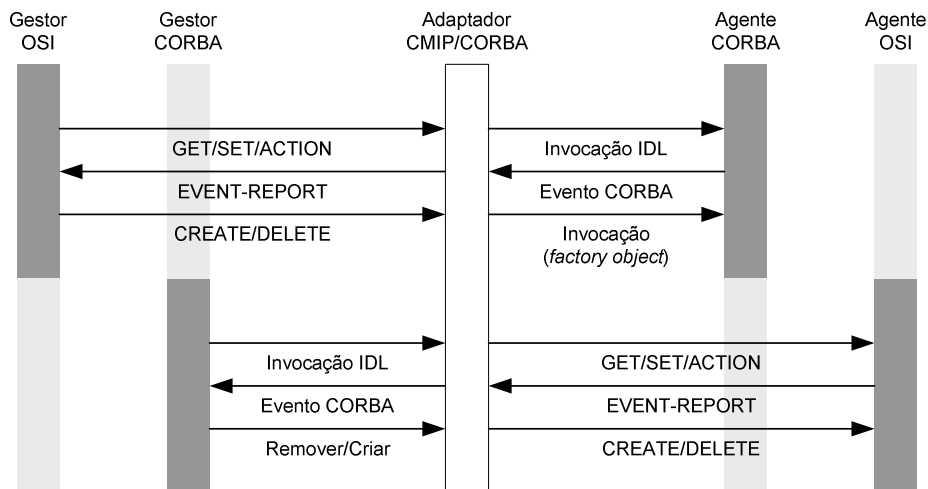 Gestor
OSI
Gestor
CORBA
Adaptador
CMIP/CORBA
Agente
CORBA
Agente
OSI
GET/SET/ACTION
Invocação IDL
EVENT-REPORT
Evento CORBA
CREATE/DELETE
Invocação
(factory object)
Invocação IDL
GET/SET/ACTION
Evento CORBA
EVENT-REPORT
Remover/Criar
CREATE/DELETE